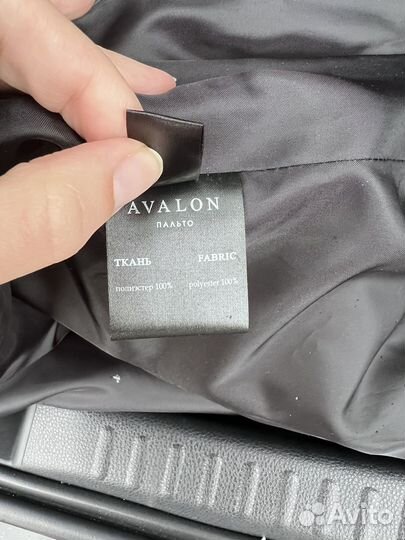 AVALON
ПАЛЬТО
ТКАНЬ FABRIC
полиэстер 100% polyester 100%
Avito